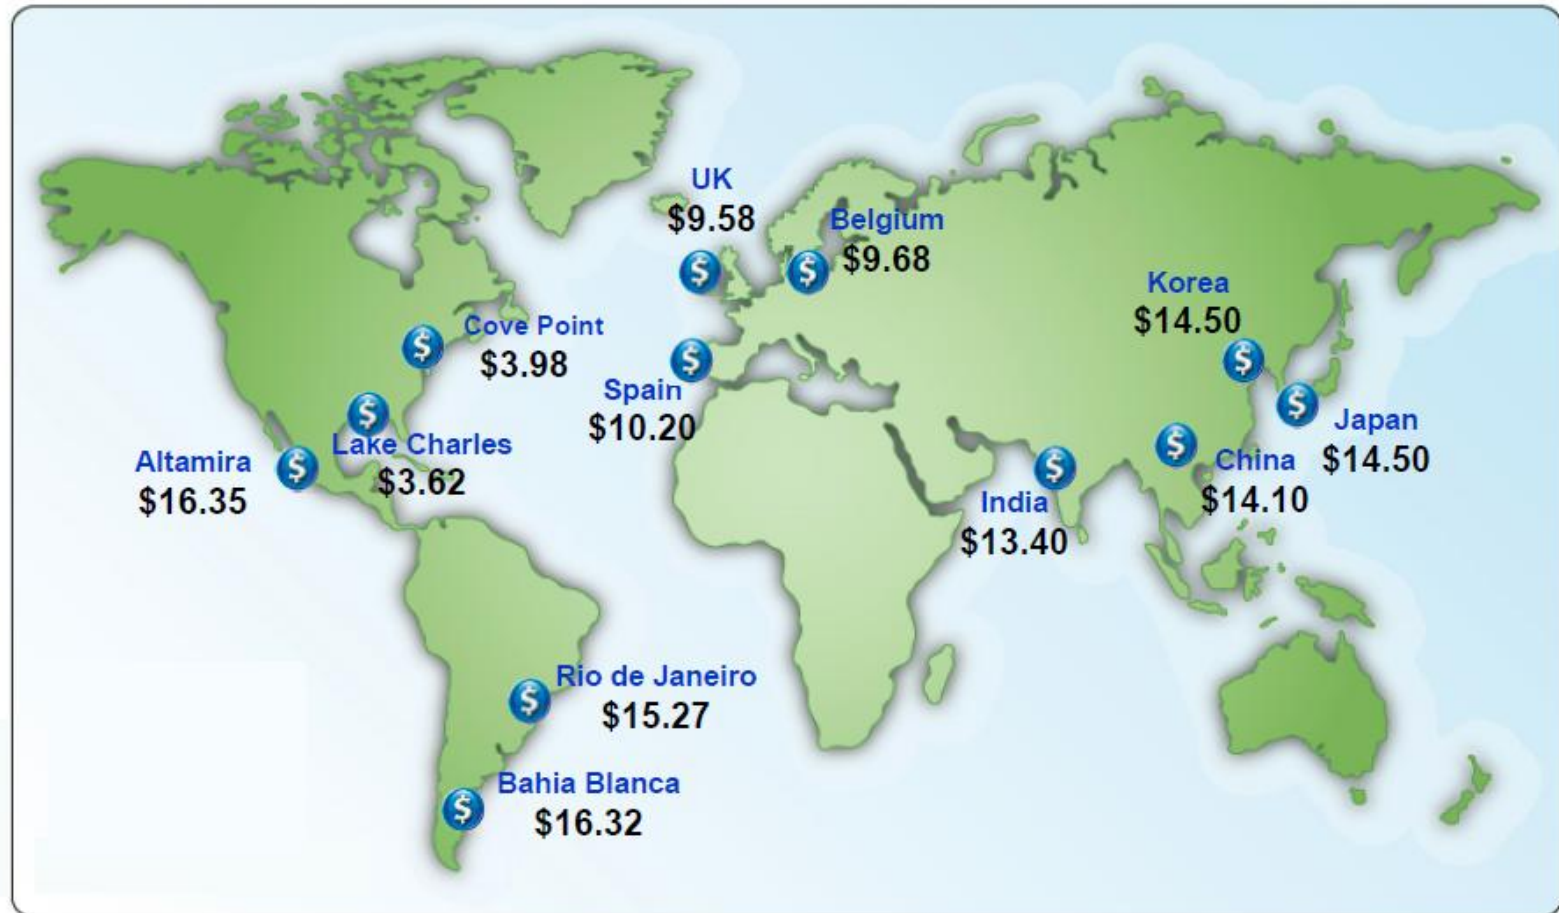 UK
$9.58
Belgium
$9.68
Korea
$14.50
Cove Point
$3.98
Spain
$10.20
Japan
$14.50
Lake Charles
$3.62
Altamira
$16.35
China
$14.10
India
$13.40
Rio de Janeiro
$15.27
Bahia Blanca
$16.32